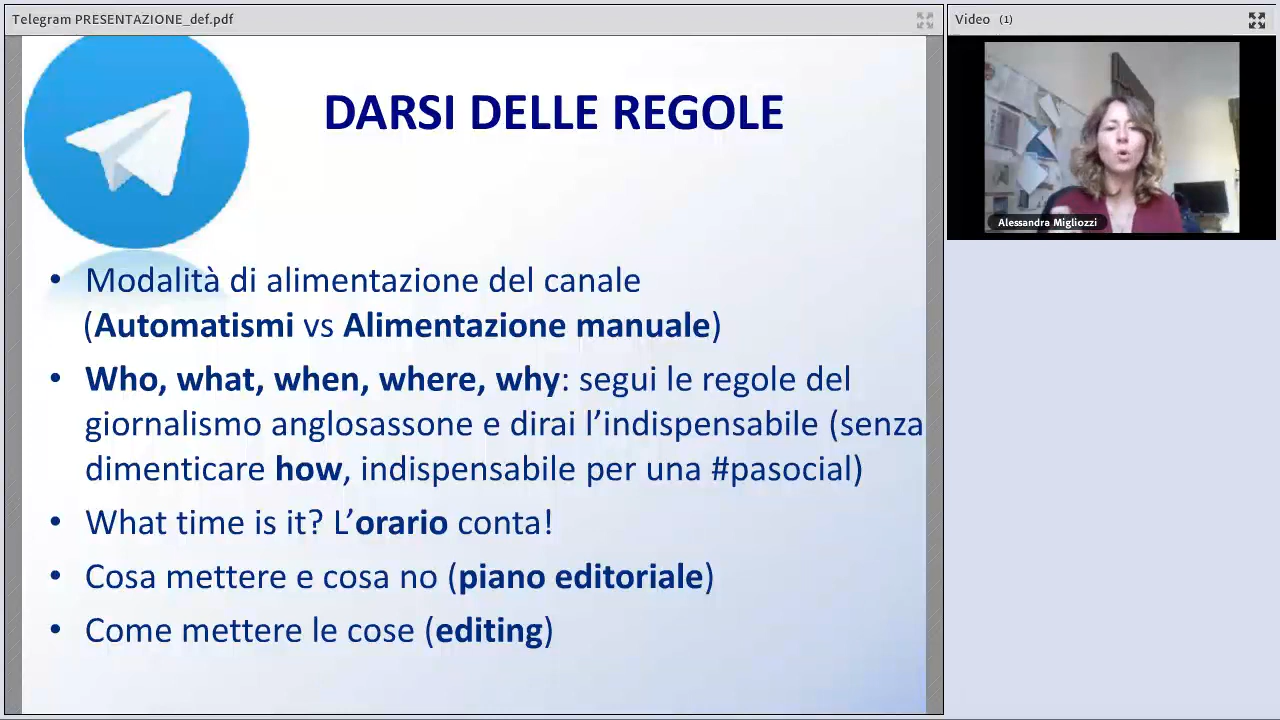 Telegram PRESENTAZIONE_def.pdf
Video (1)
DARSI DELLE REGOLE
• Modalità di alimentazione del canale
(Automatismi vs Alimentazione manuale)
• Who, what, when, where, why: segui le regole del
giornalismo anglosassone e dirai l’indispensabile (senza
dimenticare how, indispensabile per una #pasocial)
• What time is it? L’orario conta!
• Cosa mettere e cosa no (piano editoriale)
• Come mettere le cose (editing)
Alessandra Migliozzi